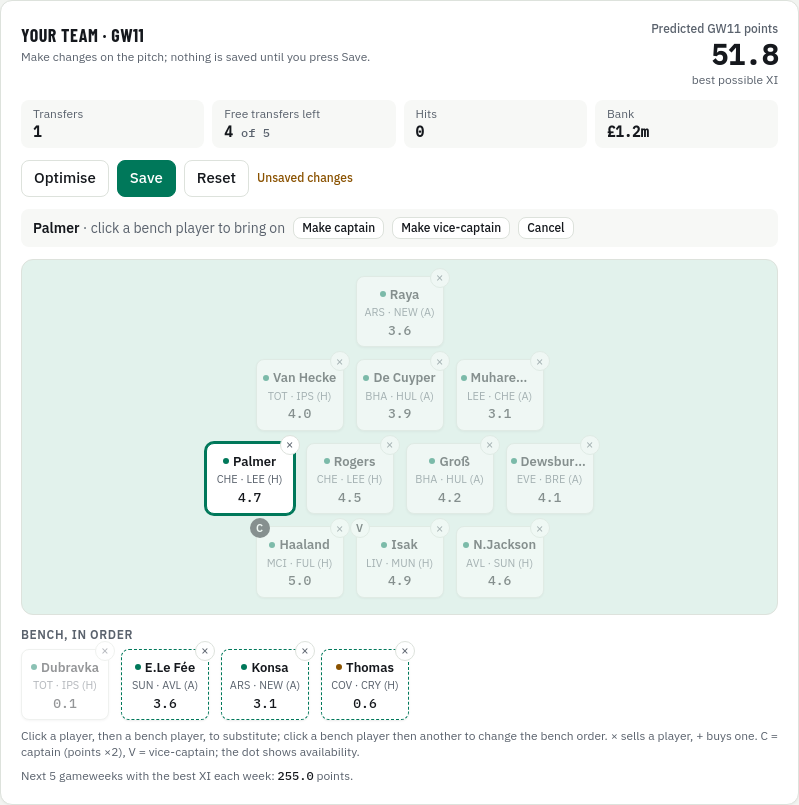 YOUR TEAM · GW11
Make changes on the pitch; nothing is saved until you press Save.
Predicted GW11 points
51.8
best possible XI
Transfers
1
Free transfers left
4 of 5
Hits
0
Bank
£1.2m
Optimise
Save
Reset
Unsaved changes
Palmer · click a bench player to bring on
Make captain
Make vice-captain
Cancel
×
Raya
ARS · NEW (A)
3.6
×
Van Hecke
TOT · IPS (H)
4.0
×
De Cuyper
BHA · HUL (A)
3.9
×
Muhare...
LEE · CHE (A)
3.1
×
Palmer
CHE · LEE (H)
4.7
×
Rogers
CHE · LEE (H)
4.5
×
Groß
BHA · HUL (A)
4.2
×
Dewsbur...
EVE · BRE (A)
4.1
C
×
Haaland
MCI · FUL (H)
5.0
V
×
Isak
LIV · MUN (H)
4.9
×
N.Jackson
AVL · SUN (H)
4.6
BENCH, IN ORDER
×
Dubravka
TOT · IPS (H)
0.1
×
E.Le Fée
SUN · AVL (A)
3.6
×
Konsa
ARS · NEW (A)
3.1
×
Thomas
COV · CRY (H)
0.6
Click a player, then a bench player, to substitute; click a bench player then another to change the bench order. × sells a player, + buys one. C =
captain (points ×2), V = vice-captain; the dot shows availability.
Next 5 gameweeks with the best XI each week: 255.0 points.